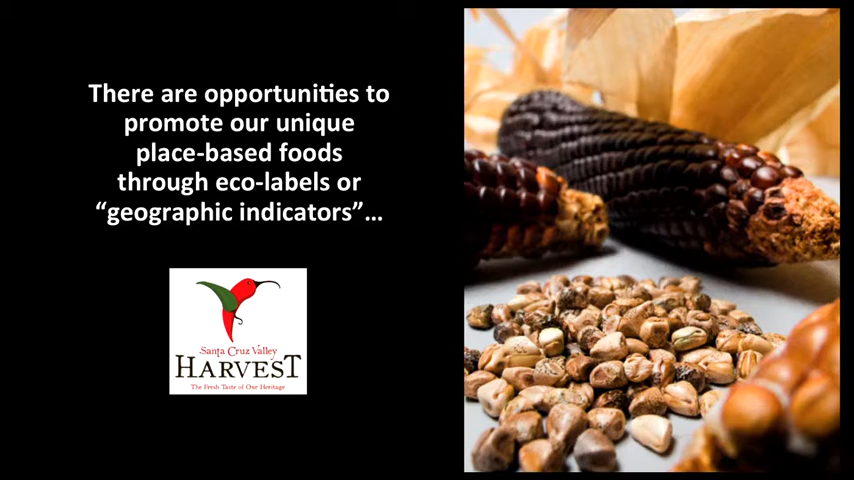 There are opportunities to
promote our unique
place-based foods
through eco-labels or
“geographic indicators”...
Santa Cruz Valley
HARVEST
The Fresh Taste of Our Heritage